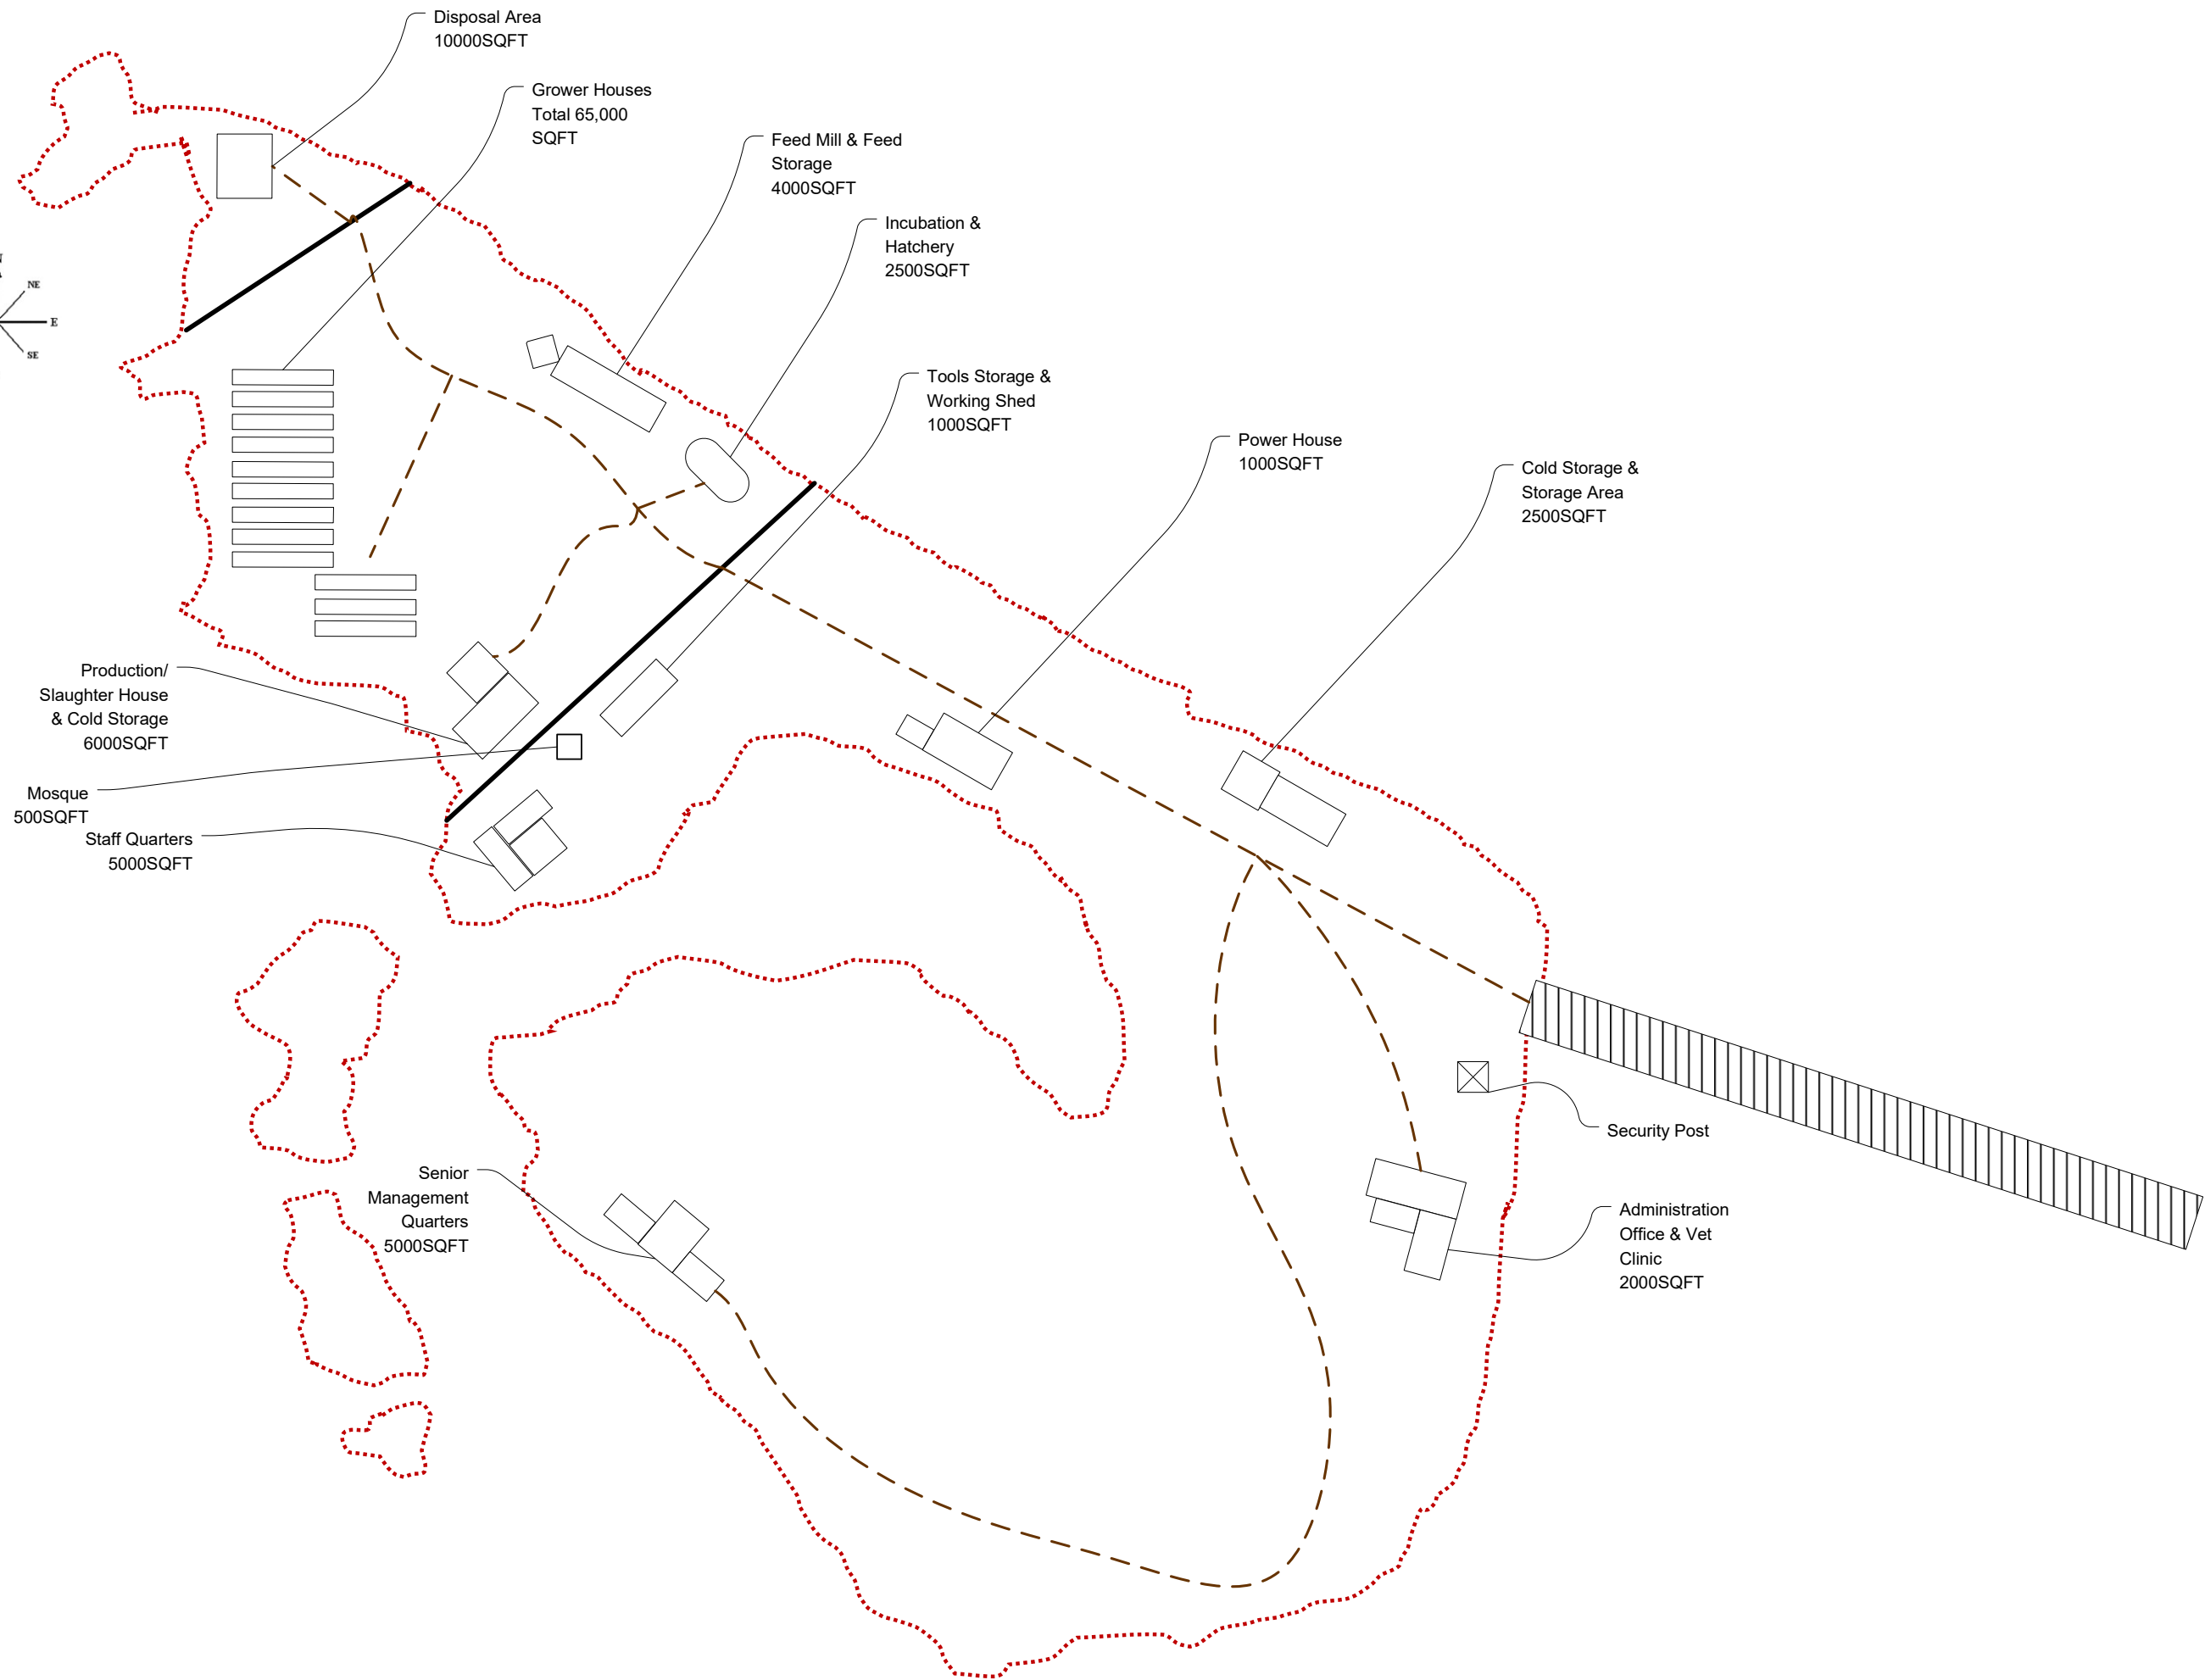 Disposal Area
10000SQFT
Grower Houses
Total 65,000
SQFT
Feed Mill & Feed
Storage
4000SQFT
Incubation &
Hatchery
2500SQFT
NE
E
SE
Tools Storage &
Working Shed
1000SQFT
Power House
1000SQFT
Cold Storage &
Storage Area
2500SQFT
Production/
Slaughter House
& Cold Storage
6000SQFT
Mosque
500SQFT
Staff Quarters
5000SQFT
Security Post
Senior
Management
Quarters
5000SQFT
Administration
Office & Vet
Clinic
2000SQFT